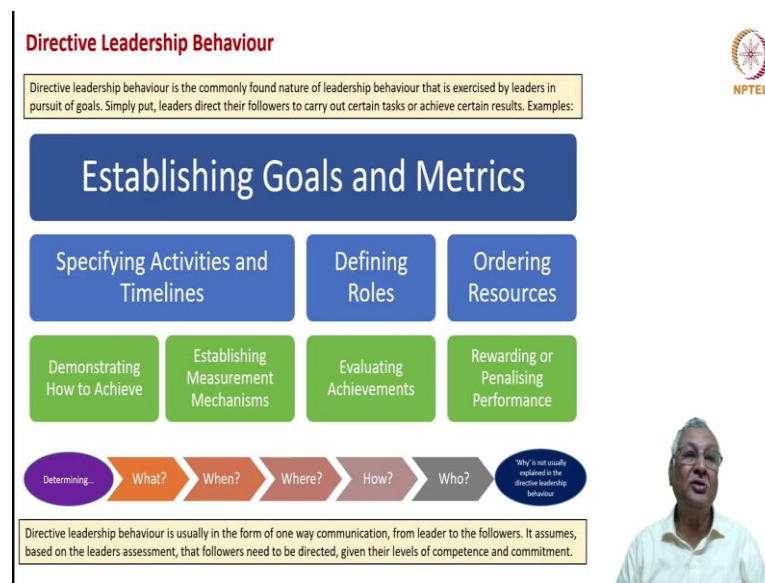 Directive Leadership Behaviour
NPTEL
Directive leadership behaviour is the commonly found nature of leadership behaviour that is exercised by leaders in
pursuit of goals. Simply put, leaders direct their followers to carry out certain tasks or achieve certain results. Examples:
Establishing Goals and Metrics
Specifying Activities and
Timelines
Defining
Roles
Ordering
Resources
Demonstrating
How to Achieve
Establishing
Measurement
Mechanisms
Evaluating
Achievements
Rewarding or
Penalising
Performance
Determining...
What?
When?
Where?
How?
Who?
'Why' is not usually
explained in the
directive leadership
behaviour
Directive leadership behaviour is usually in the form of one way communication, from leader to the followers. It assumes,
based on the leaders assessment, that followers need to be directed, given their levels of competence and commitment.